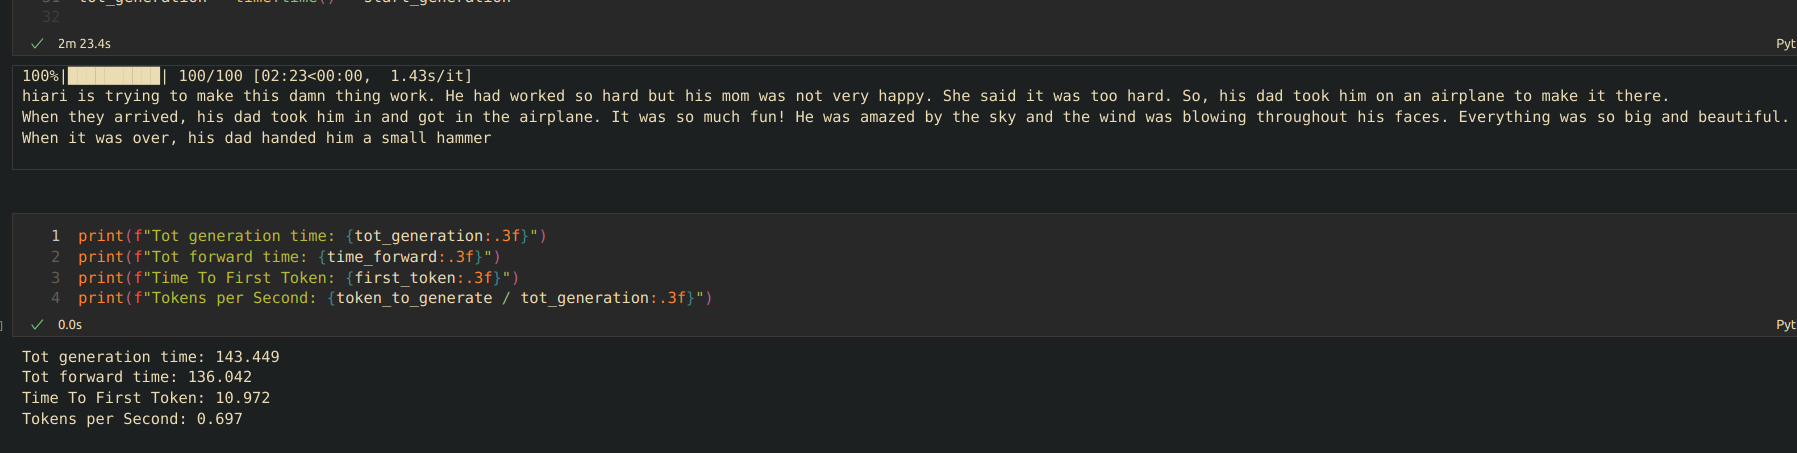 31 tot_generation = time.time() - start_generation
32
2m 23.4s
Pyt
100%|██████████| 100/100 [02:23<00:00,  1.43s/it]
hiari is trying to make this damn thing work. He had worked so hard but his mom was not very happy. She said it was too hard. So, his dad took him on an airplane to make it there.
When they arrived, his dad took him in and got in the airplane. It was so much fun! He was amazed by the sky and the wind was blowing throughout his faces. Everything was so big and beautiful.
When it was over, his dad handed him a small hammer
1 print(f"Tot generation time: {tot_generation:.3f}")
2 print(f"Tot forward time: {time_forward:.3f}")
3 print(f"Time To First Token: {first_token:.3f}")
4 print(f"Tokens per Second: {token_to_generate / tot_generation:.3f}")
] 0.0s
Pyt
Tot generation time: 143.449
Tot forward time: 136.042
Time To First Token: 10.972
Tokens per Second: 0.697